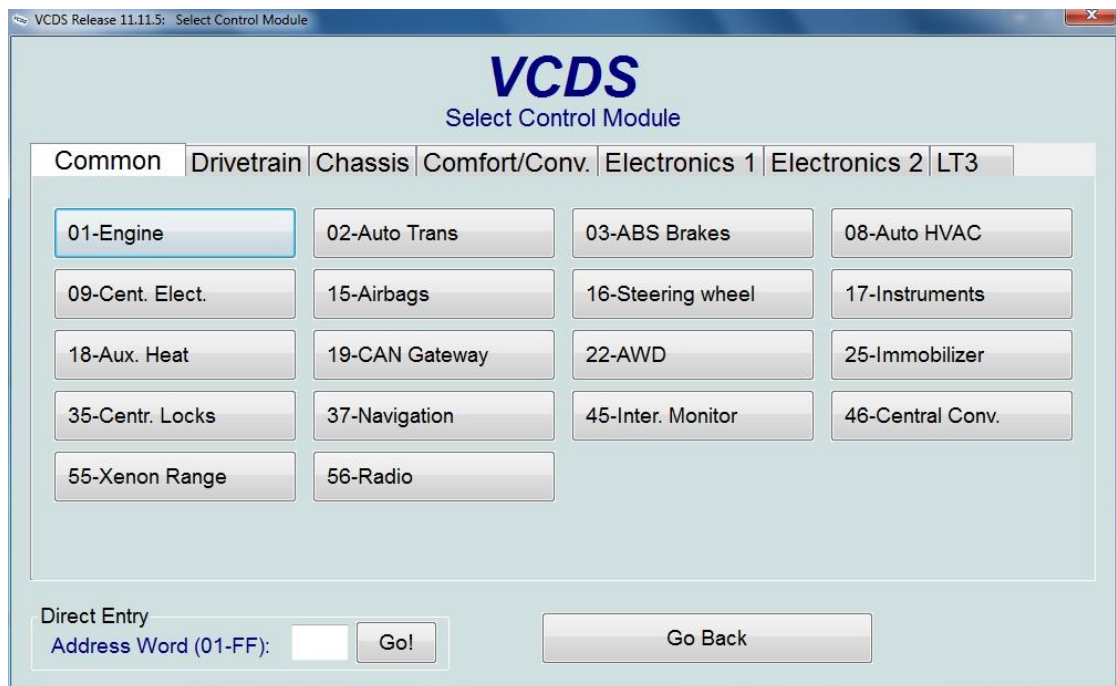 VCDS Release 11.11.5: Select Control Module
VCDS
Select Control Module
Common Drivetrain Chassis Comfort/Conv. Electronics 1 Electronics 2 LT3
01-Engine 02-Auto Trans 03-ABS Brakes 08-Auto HVAC
09-Cent. Elect. 15-Airbags 16-Steering wheel 17-Instruments
18-Aux. Heat 19-CAN Gateway 22-AWD 25-Immobilizer
35-Centr. Locks 37-Navigation 45-Inter. Monitor 46-Central Conv.
55-Xenon Range 56-Radio
Direct Entry
Address Word (01-FF): Go! Go Back